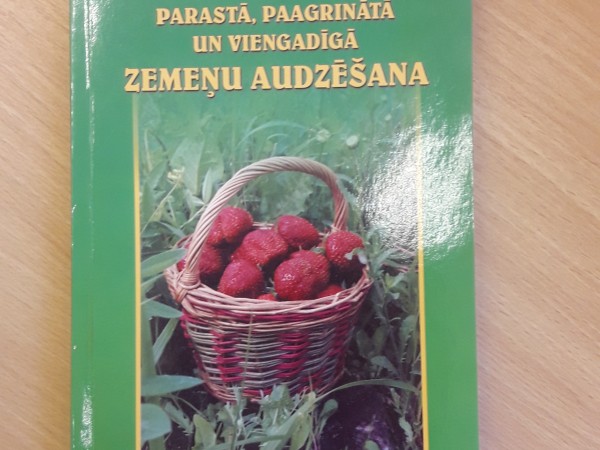 PARASTĀ, PAAGRINĀTĀ
UN VIENGADĪGĀ
ZEMEŅU AUDZĒŠANA